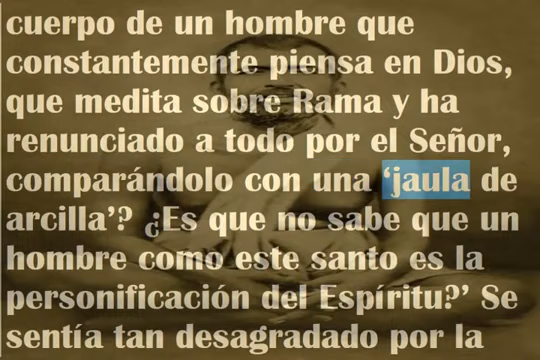 cuerpo de un hombre que
constantemente piensa en Dios,
que medita sobre Rama y ha
renunciado a todo por el Señor,
comparándolo con una ‘jaula de
arcilla’? ¿Es que no sabe que un
hombre como este santo es la
personificación del Espíritu?’ Se
sentía tan desagradado por la